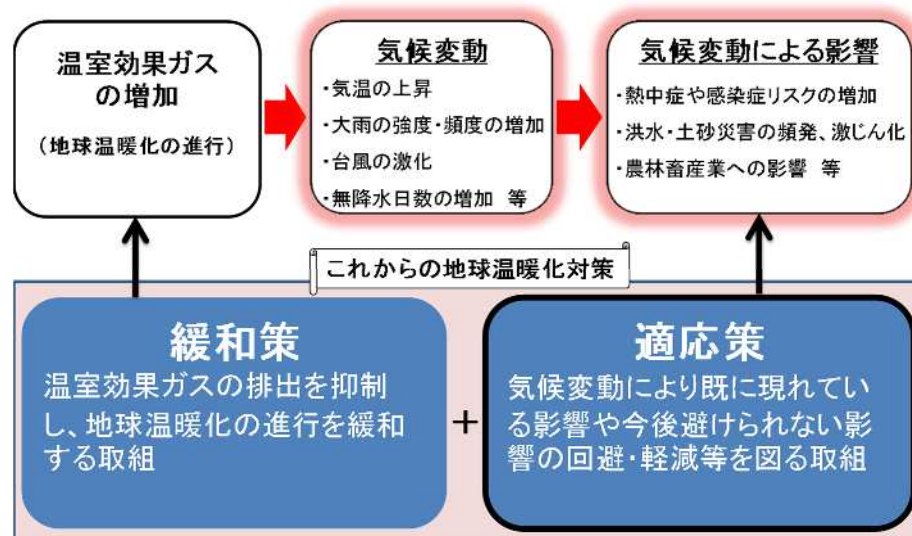 温室効果ガス
の増加
（地球温暖化の進行）
気候変動
・気温の上昇
・大雨の強度・頻度の増加
・台風の激化
・無降水日数の増加 等
気候変動による影響
・熱中症や感染症リスクの増加
・洪水・土砂災害の頻発、激じん化
・農林畜産業への影響 等
これからの地球温暖化対策
緩和策
温室効果ガスの排出を抑制
し、地球温暖化の進行を緩和
する取組
+
適応策
気候変動により既に現れてい
る影響や今後避けられない影
響の回避・軽減等を図る取組